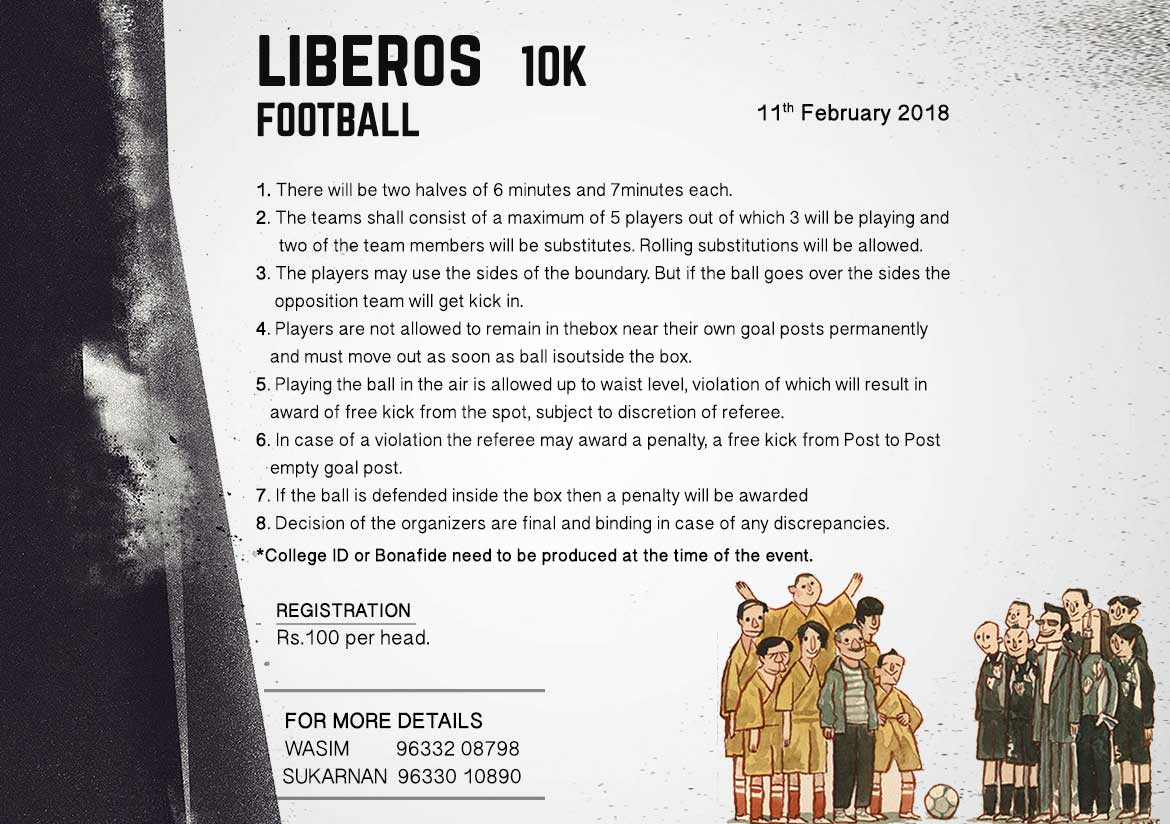 LIBEROS 10K
FOOTBALL
11th February 2018
1. There will be two halves of 6 minutes and 7minutes each.
2. The teams shall consist of a maximum of 5 players out of which 3 will be playing and
two of the team members will be substitutes. Rolling substitutions will be allowed.
3. The players may use the sides of the boundary. But if the ball goes over the sides the
opposition team will get kick in.
4. Players are not allowed to remain in thebox near their own goal posts permanently
and must move out as soon as ball isoutside the box.
5. Playing the ball in the air is allowed up to waist level, violation of which will result in
award of free kick from the spot, subject to discretion of referee.
6. In case of a violation the referee may award a penalty, a free kick from Post to Post
empty goal post.
7. If the ball is defended inside the box then a penalty will be awarded
8. Decision of the organizers are final and binding in case of any discrepancies.
*College ID or Bonafide need to be produced at the time of the event.
REGISTRATION
Rs.100 per head.
FOR MORE DETAILS
WASIM 96332 08798
SUKARNAN 96330 10890